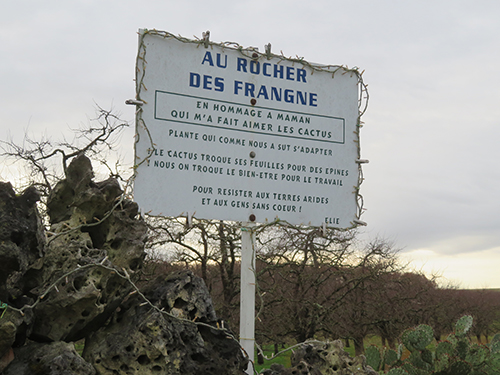 AU ROCHER
DES FRANGNE
EN HOMMAGE A MAMAN
QUI M'A FAIT AIMER LES CACTUS
PLANTE QUI COMME NOUS A SUT S'ADAPTER
LE CACTUS TROQUE SES FEUILLES POUR DES EPINES
NOUS ON TROQUE LE BIEN-ETRE POUR LE TRAVAIL
POUR RESISTER AUX TERRES ARIDES
ET AUX GENS SANS COEUR !
ELIE